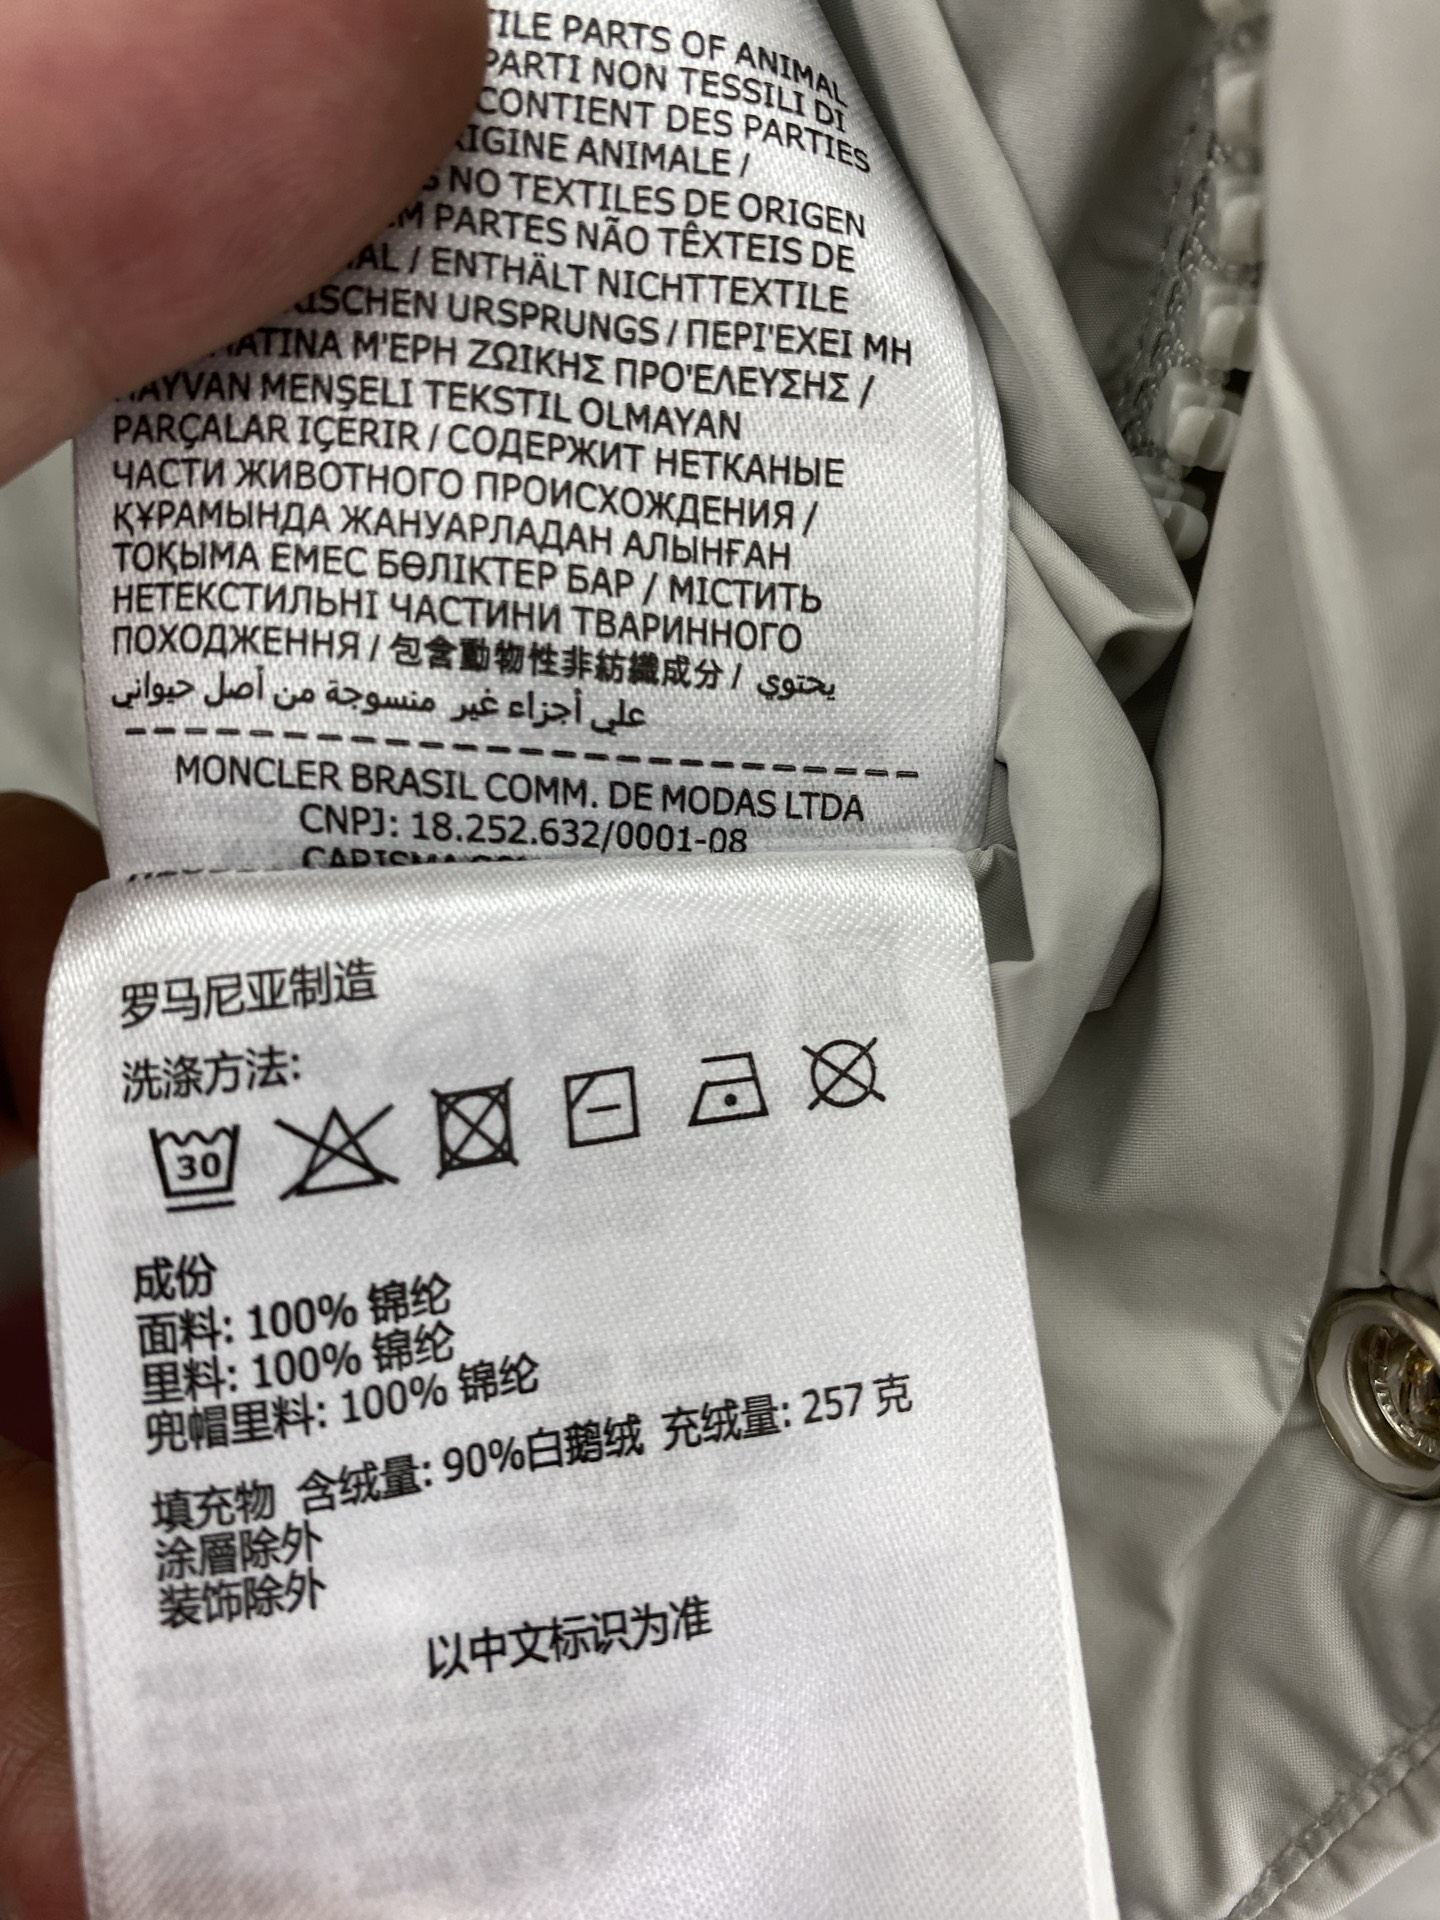 PARTS OF ANIMAL
PARTI NON TESSILI DI
CONTIENT DES PARTIES
ANIMALE /
NO TEXTILES DE ORIGEN
PARTES NÃO TÊXTEIS DE
/ ENTHÄLT NICHTTEXTILE
URSPRUNGS / ΠΕΡΙ'ΕΧΕΙ ΜΗ
Μ'ΕΡΗ ΖΩΙΚΗΣ ΠΡΟ'ΕΛΕΥΣΗΣ /
HAYVAN MENŞELI TEKSTIL OLMAYAN
PARÇALAR IÇERIR / СОДЕРЖИТ НЕТКАНЫЕ
ЧАСТИ ЖИВОТНОГО ПРОИСХОЖДЕНИЯ /
ҚҰРАМЫНДА ЖАНУАРЛАДАН АЛЫНҒАН
ТОҚЫМА ЕМЕС БӨЛІКТЕР БАР / МІСТИТЬ
НЕТЕКСТИЛЬНІ ЧАСТИНИ ТВАРИННОГО
ПОХОДЖЕННЯ / 包含動物性非紡織成分 / يحتوي
على أجزاء غير منسوجة من أصل حيواني
MONCLER BRASIL COMM. DE MODAS LTDA
CNPJ: 18.252.632/0001-08
罗马尼亚制造
洗涤方法:
30
成份
面料: 100% 锦纶
里料: 100% 锦纶
兜帽里料: 100% 锦纶
填充物 含绒量: 90%白鹅绒 充绒量: 257 克
涂層除外
装饰除外
以中文标识为准